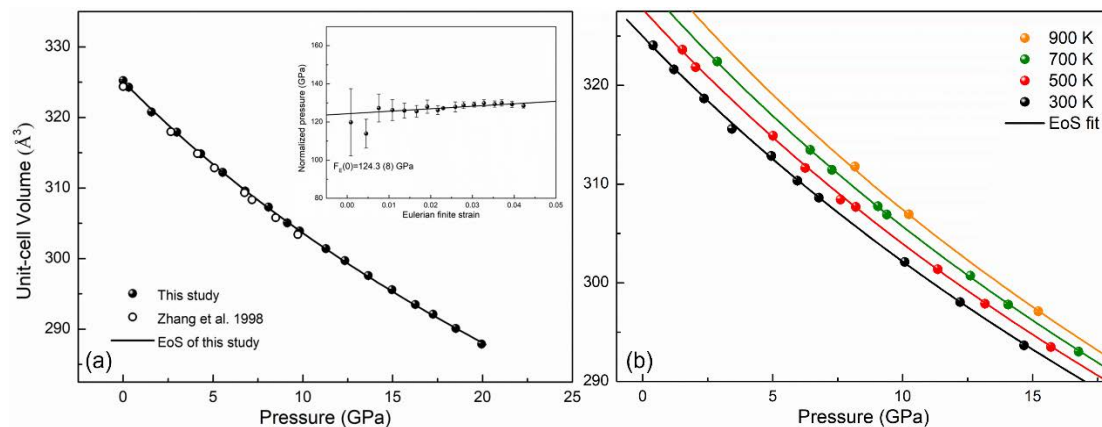 330
320
310
300
290
Unit-cell Volume (Å³)
0
5
10
15
20
25
Pressure (GPa)
This study
Zhang et al. 1998
EoS of this study
(a)
160
140
120
100
80
Normalized pressure (GPa)
F_E(0)=124.3 (8) GPa
0.00
0.01
0.02
0.03
0.04
0.05
Eulerian finite strain
320
310
300
290
0
5
10
15
Pressure (GPa)
900 K
700 K
500 K
300 K
EoS fit
(b)